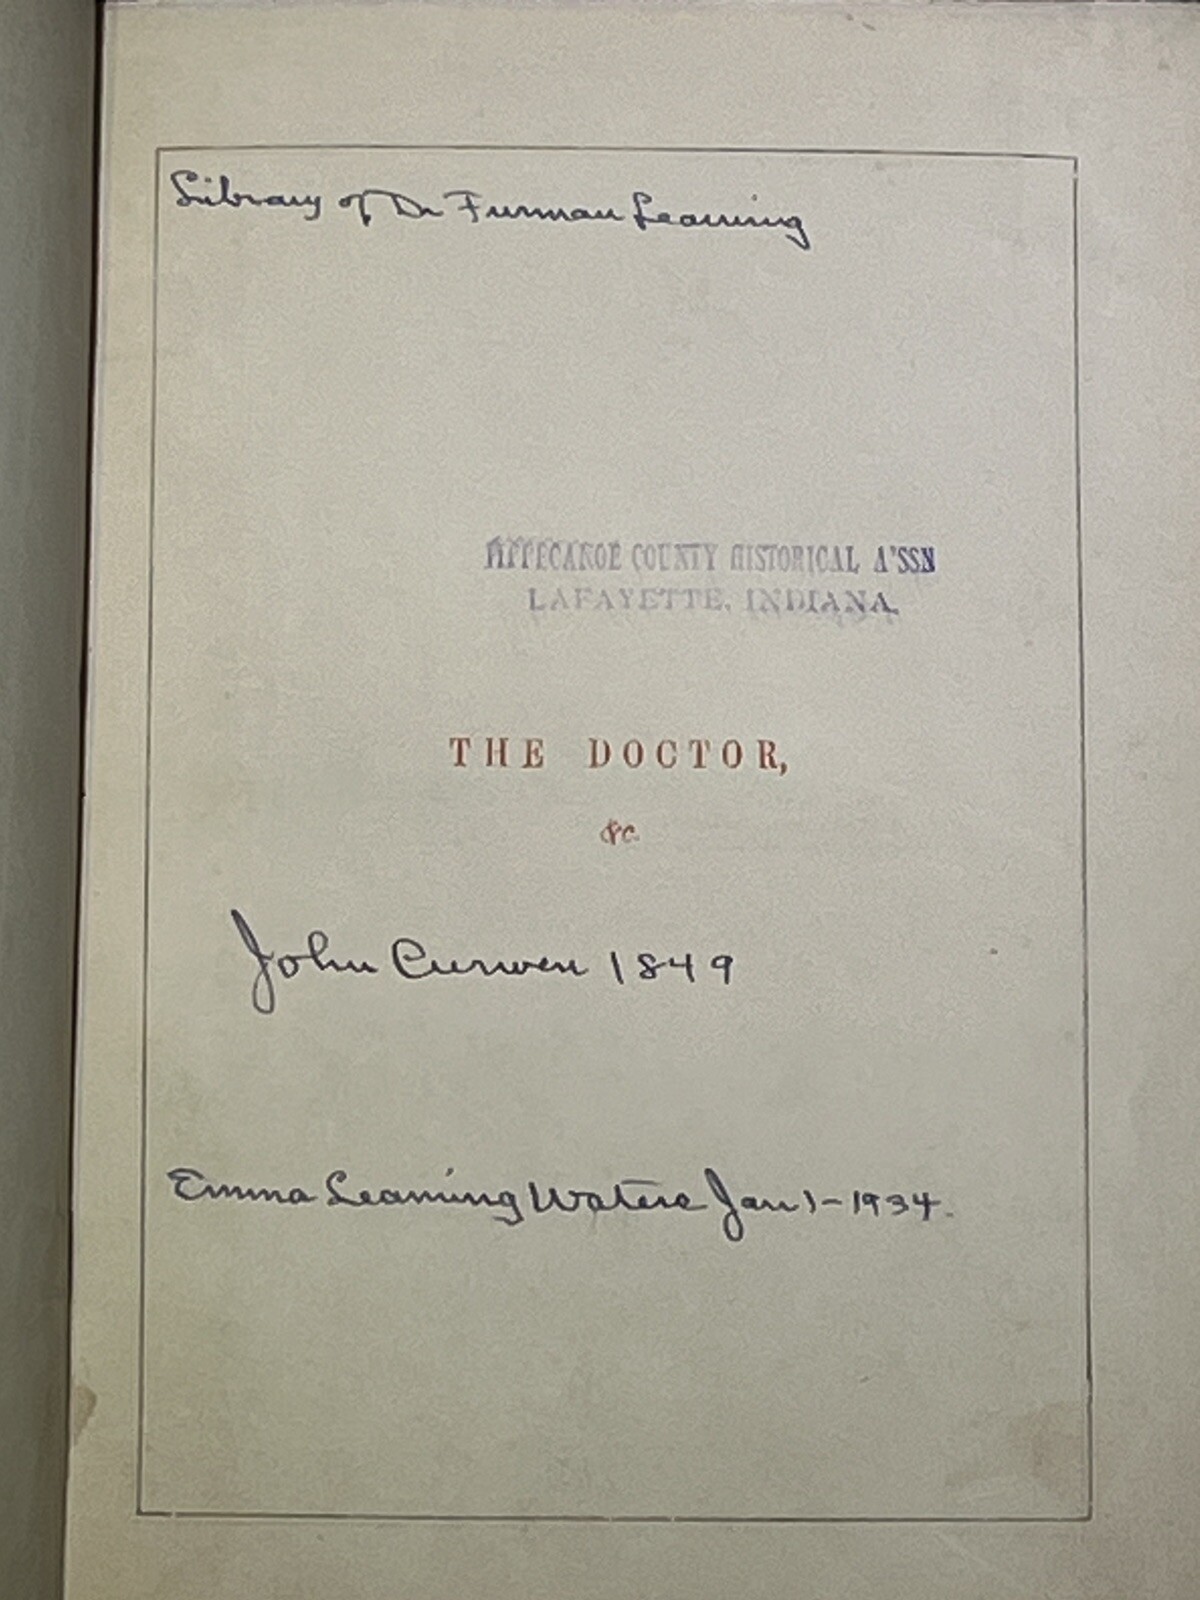 Library of Dr Furman Leaming
TIPPECANOE COUNTY HISTORICAL A'SSN
LAFAYETTE, INDIANA.
THE DOCTOR,
&c.
John Curwen 1849
Emma Leaming Waters Jan 1-1934.